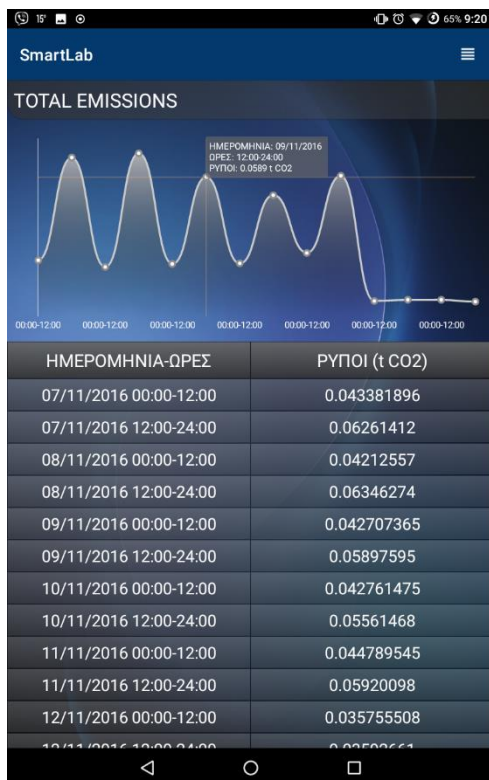 15° 65% 9:20
SmartLab
TOTAL EMISSIONS
ΗΜΕΡΟΜΗΝΙΑ: 09/11/2016
ΩΡΕΣ: 12:00-24:00
ΡΥΠΟΙ: 0.0589 t CO2
00:00-12:00 00:00-12:00 00:00-12:00 00:00-12:00 00:00-12:00 00:00-12:00 00:00-12:00
ΗΜΕΡΟΜΗΝΙΑ-ΩΡΕΣ ΡΥΠΟΙ (t CO2)
07/11/2016 00:00-12:00 0.043381896
07/11/2016 12:00-24:00 0.06261412
08/11/2016 00:00-12:00 0.04212557
08/11/2016 12:00-24:00 0.06346274
09/11/2016 00:00-12:00 0.042707365
09/11/2016 12:00-24:00 0.05897595
10/11/2016 00:00-12:00 0.042761475
10/11/2016 12:00-24:00 0.05561468
11/11/2016 00:00-12:00 0.044789545
11/11/2016 12:00-24:00 0.05920098
12/11/2016 00:00-12:00 0.035755508